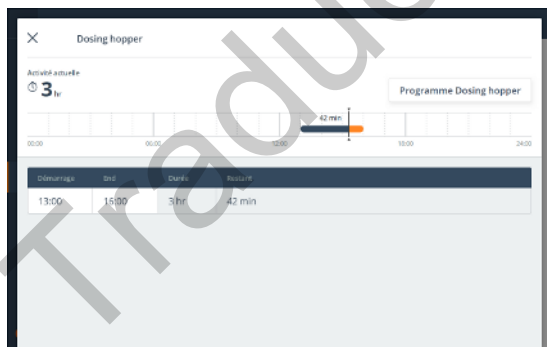 Dosing hopper
Activité actuelle
3 hr
Programme Dosing hopper
42 min
00:00 06:00 12:00 18:00 24:00
Démarrage End Durée Restant
13:00 16:00 3 hr 42 min
Traduc